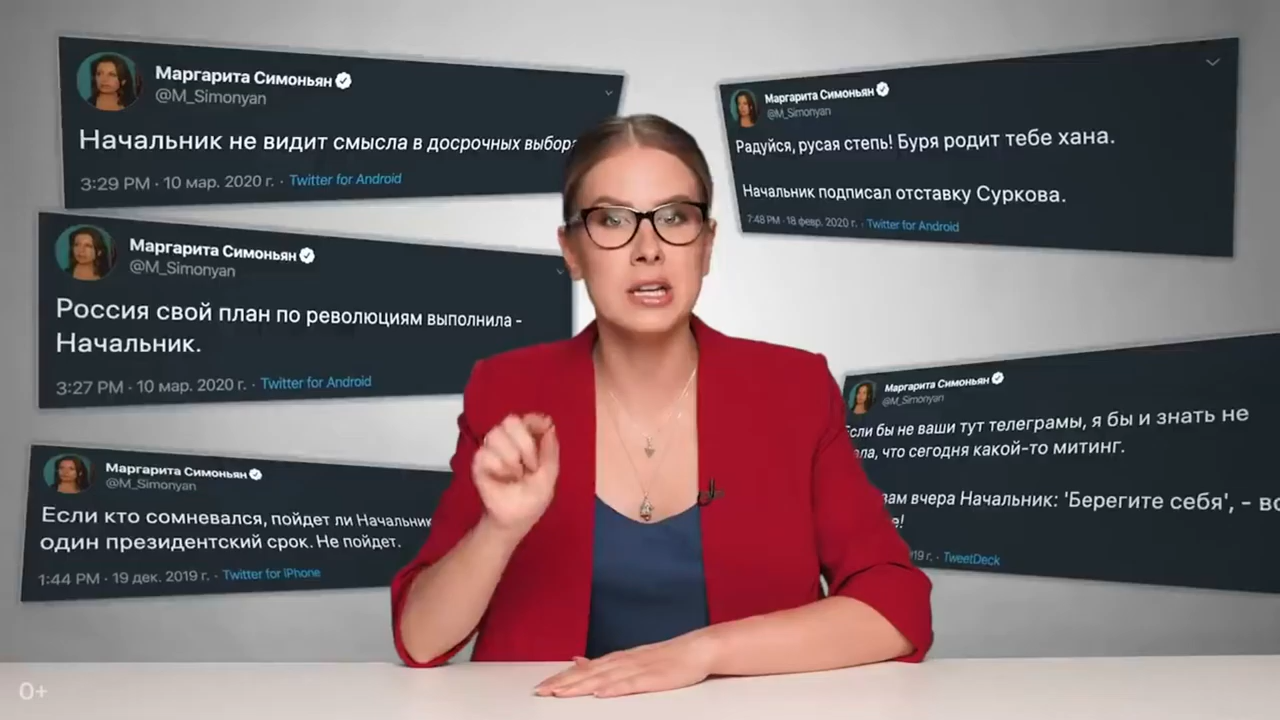 Маргарита Симоньян
@M_Simonyan
Начальник не видит смысла в досрочных
3:29 PM · 10 мар. 2020 г. · Twitter for Android
Маргарита Симоньян
@M_Simonyan
Россия свой план по революциям выполнила -
Начальник.
3:27 PM · 10 мар. 2020 г. · Twitter for Android
Маргарита Симоньян
@M_Simonyan
Если кто сомневался, пойдет ли Начальник
один президентский срок. Не пойдет.
1:44 PM · 19 дек. 2019 г. · Twitter for iPhone
Маргарита Симоньян
@M_Simonyan
Радуйся, русая степь! Буря родит тебе хана.
Начальник подписал отставку Суркова.
7:48 PM · 18 февр. 2020 г. · Twitter for Android
Маргарита Симоньян
@M_Simonyan
Если бы не ваши тут телеграмы, я бы и знать не
что сегодня какой-то митинг.
вам вчера Начальник: 'Берегите себя', -
г. · TweetDeck
0+